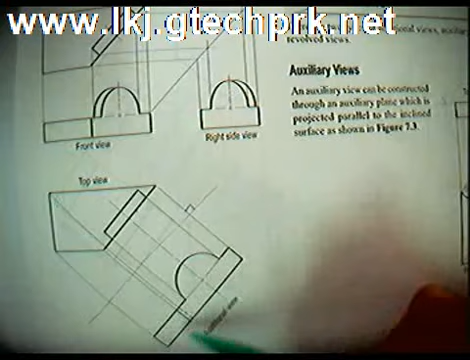 www.lkj.gtechprk.net
revolved views.
Auxiliary Views
An auxiliary view can be constructed
through an auxiliary plane which is
projected parallel to the inclined
surface as shown in Figure 7.3.
Front view
Right side view
Top view
view